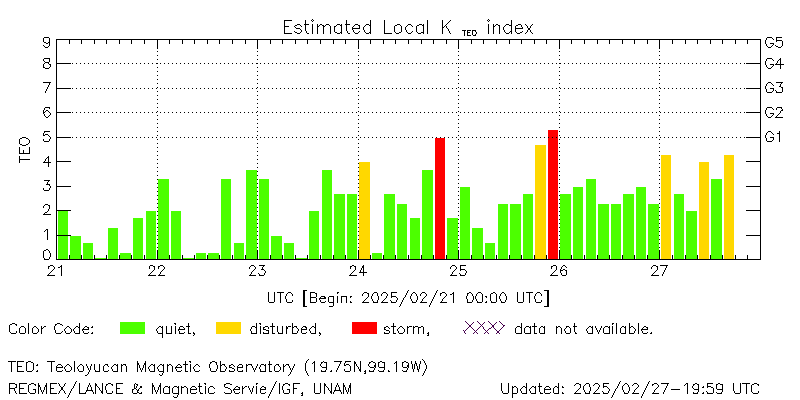 Estimated Local K TEO index
9 G5
8 G4
7 G3
6 G2
5 G1
4
3
2
1
0
TEO
21 22 23 24 25 26 27
UTC [Begin: 2025/02/21 00:00 UTC]
Color Code: quiet, disturbed, storm, data not available.
TEO: Teoloyucan Magnetic Observatory (19.75N,99.19W)
REGMEX/LANCE & Magnetic Servie/IGF, UNAM Updated: 2025/02/27-19:59 UTC